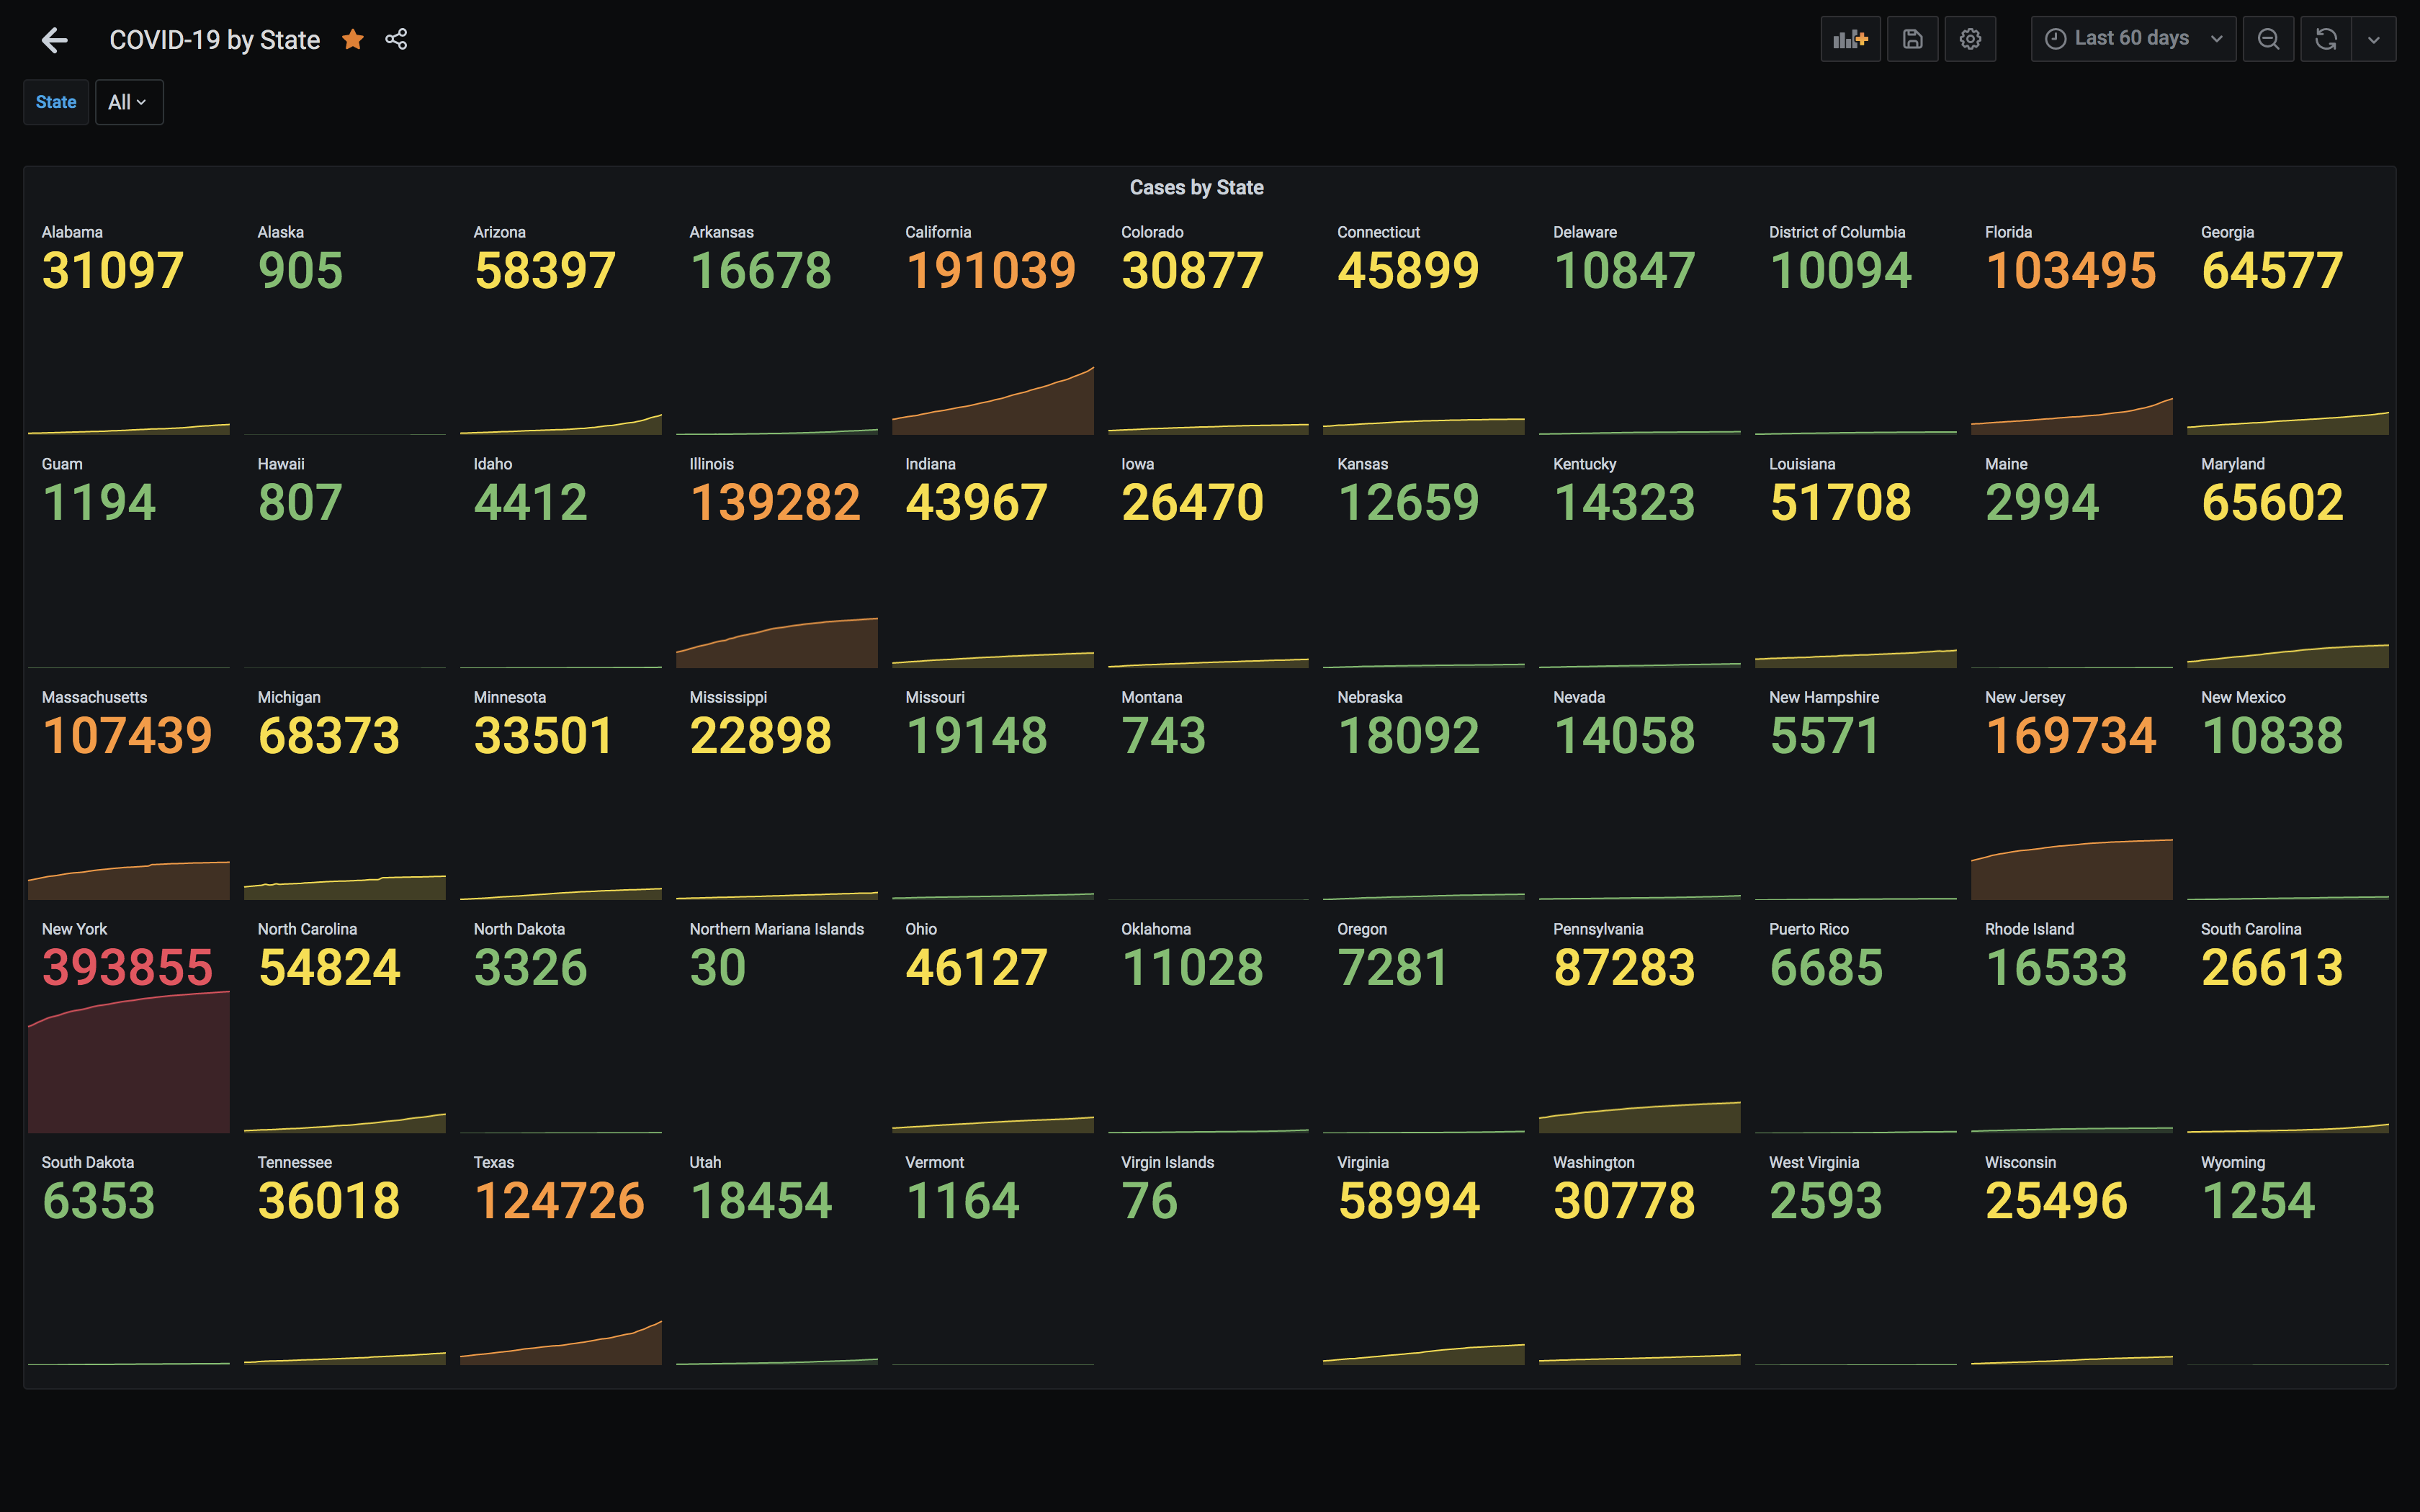 COVID-19 by State
Last 60 days
State All
Cases by State
Alabama Alaska Arizona Arkansas California Colorado Connecticut Delaware District of Columbia Florida Georgia
31097 905 58397 16678 191039 30877 45899 10847 10094 103495 64577
Guam Hawaii Idaho Illinois Indiana Iowa Kansas Kentucky Louisiana Maine Maryland
1194 807 4412 139282 43967 26470 12659 14323 51708 2994 65602
Massachusetts Michigan Minnesota Mississippi Missouri Montana Nebraska Nevada New Hampshire New Jersey New Mexico
107439 68373 33501 22898 19148 743 18092 14058 5571 169734 10838
New York North Carolina North Dakota Northern Mariana Islands Ohio Oklahoma Oregon Pennsylvania Puerto Rico Rhode Island South Carolina
393855 54824 3326 30 46127 11028 7281 87283 6685 16533 26613
South Dakota Tennessee Texas Utah Vermont Virgin Islands Virginia Washington West Virginia Wisconsin Wyoming
6353 36018 124726 18454 1164 76 58994 30778 2593 25496 1254